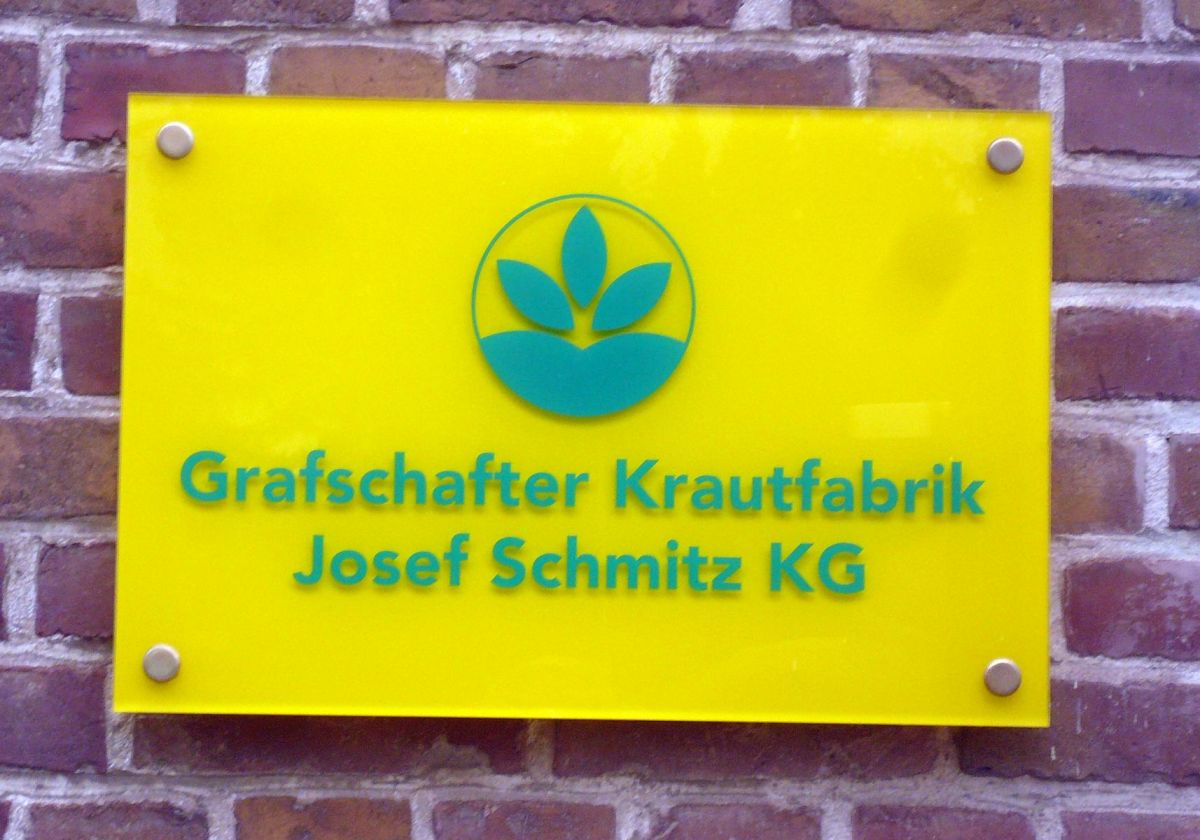 Grafschafter Krautfabrik
Josef Schmitz KG